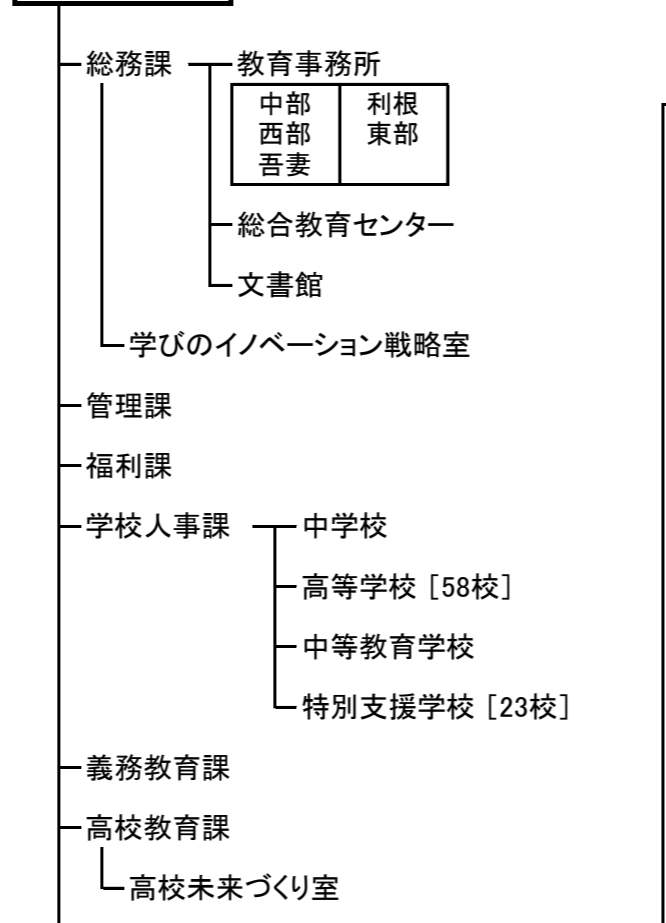 総務課
教育事務所
中部 利根
西部 東部
吾妻
総合教育センター
文書館
学びのイノベーション戦略室
管理課
福利課
学校人事課
中学校
高等学校［58校］
中等教育学校
特別支援学校［23校］
義務教育課
高校教育課
高校未来づくり室